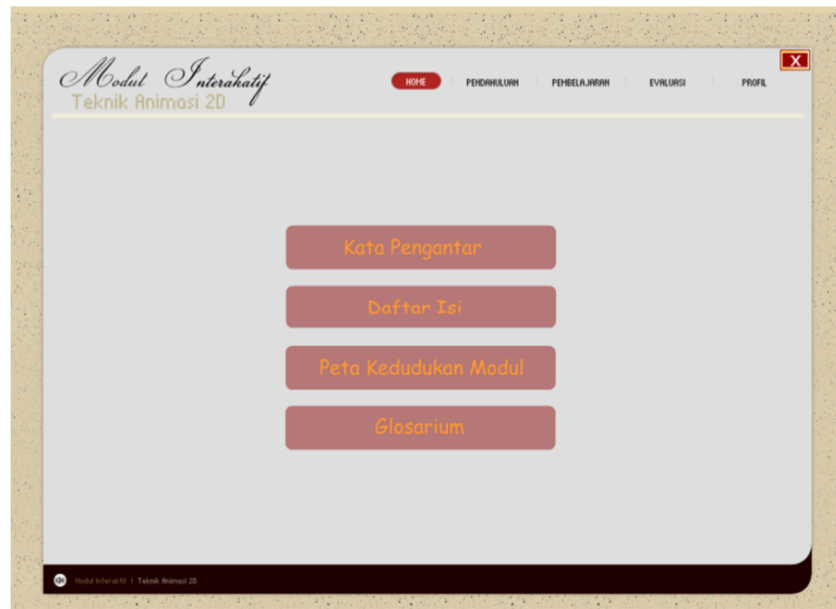 Modul Interakatif
Teknik Animasi 2D
HOME PENDAHULUAN PEMBELAJARAN EVALUASI PROFIL
X
Kata Pengantar
Daftar Isi
Peta Kedudukan Modul
Glosarium
Modul Interaktif | Teknik Animasi 2D